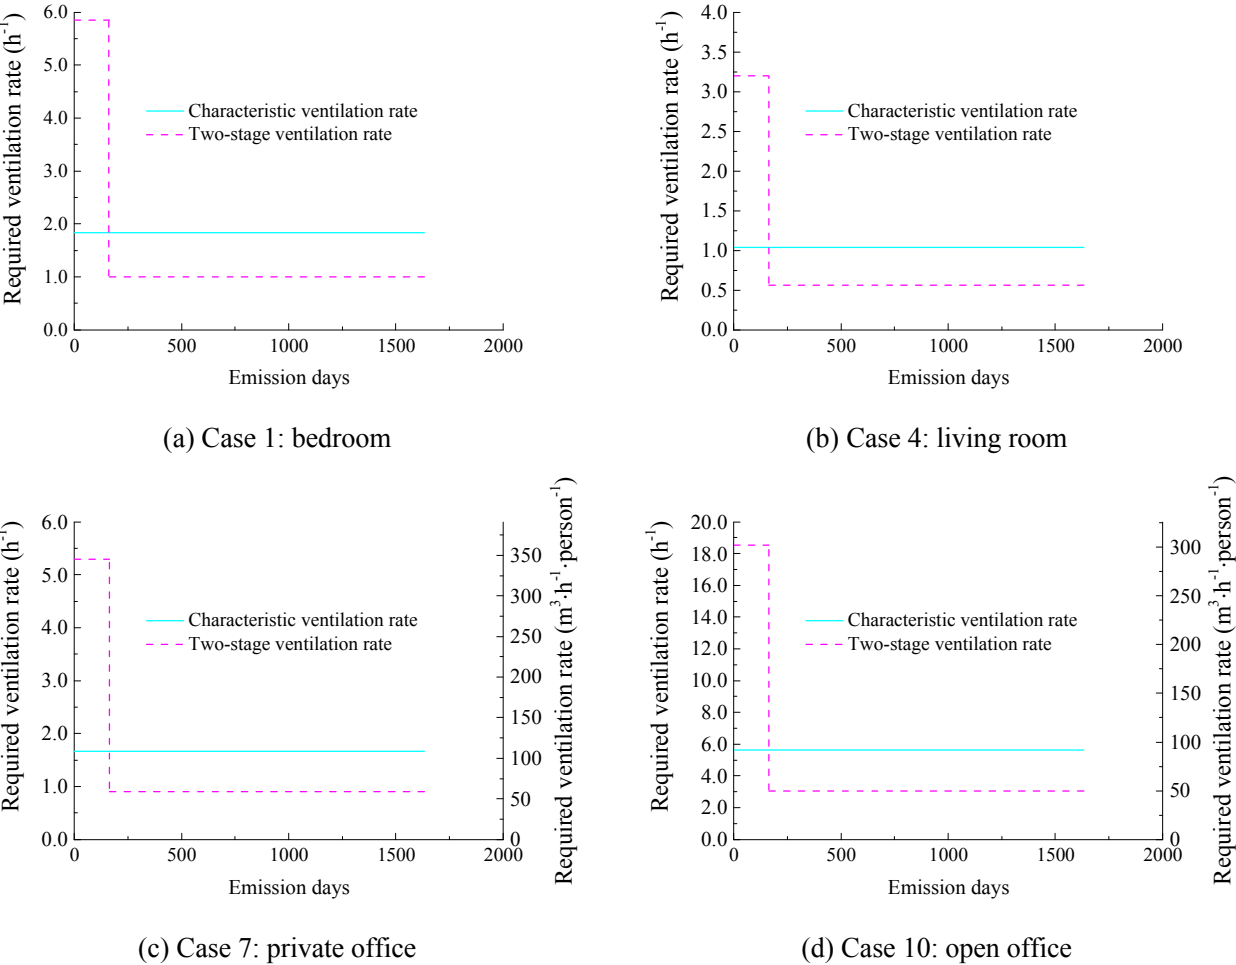 Required ventilation rate (h⁻¹)
6.0
5.0
4.0
3.0
2.0
1.0
0.0
Characteristic ventilation rate
Two-stage ventilation rate
0 500 1000 1500 2000
Emission days
(a) Case 1: bedroom
Required ventilation rate (h⁻¹)
4.0
3.5
3.0
2.5
2.0
1.5
1.0
0.5
0.0
Characteristic ventilation rate
Two-stage ventilation rate
0 500 1000 1500 2000
Emission days
(b) Case 4: living room
Required ventilation rate (h⁻¹)
6.0
5.0
4.0
3.0
2.0
1.0
0.0
Characteristic ventilation rate
Two-stage ventilation rate
350
300
250
200
150
100
50
0
Required ventilation rate (m³·h⁻¹·person⁻¹)
0 500 1000 1500 2000
Emission days
(c) Case 7: private office
Required ventilation rate (h⁻¹)
20.0
18.0
16.0
14.0
12.0
10.0
8.0
6.0
4.0
2.0
0.0
Characteristic ventilation rate
Two-stage ventilation rate
300
250
200
150
100
50
0
Required ventilation rate (m³·h⁻¹·person⁻¹)
0 500 1000 1500 2000
Emission days
(d) Case 10: open office